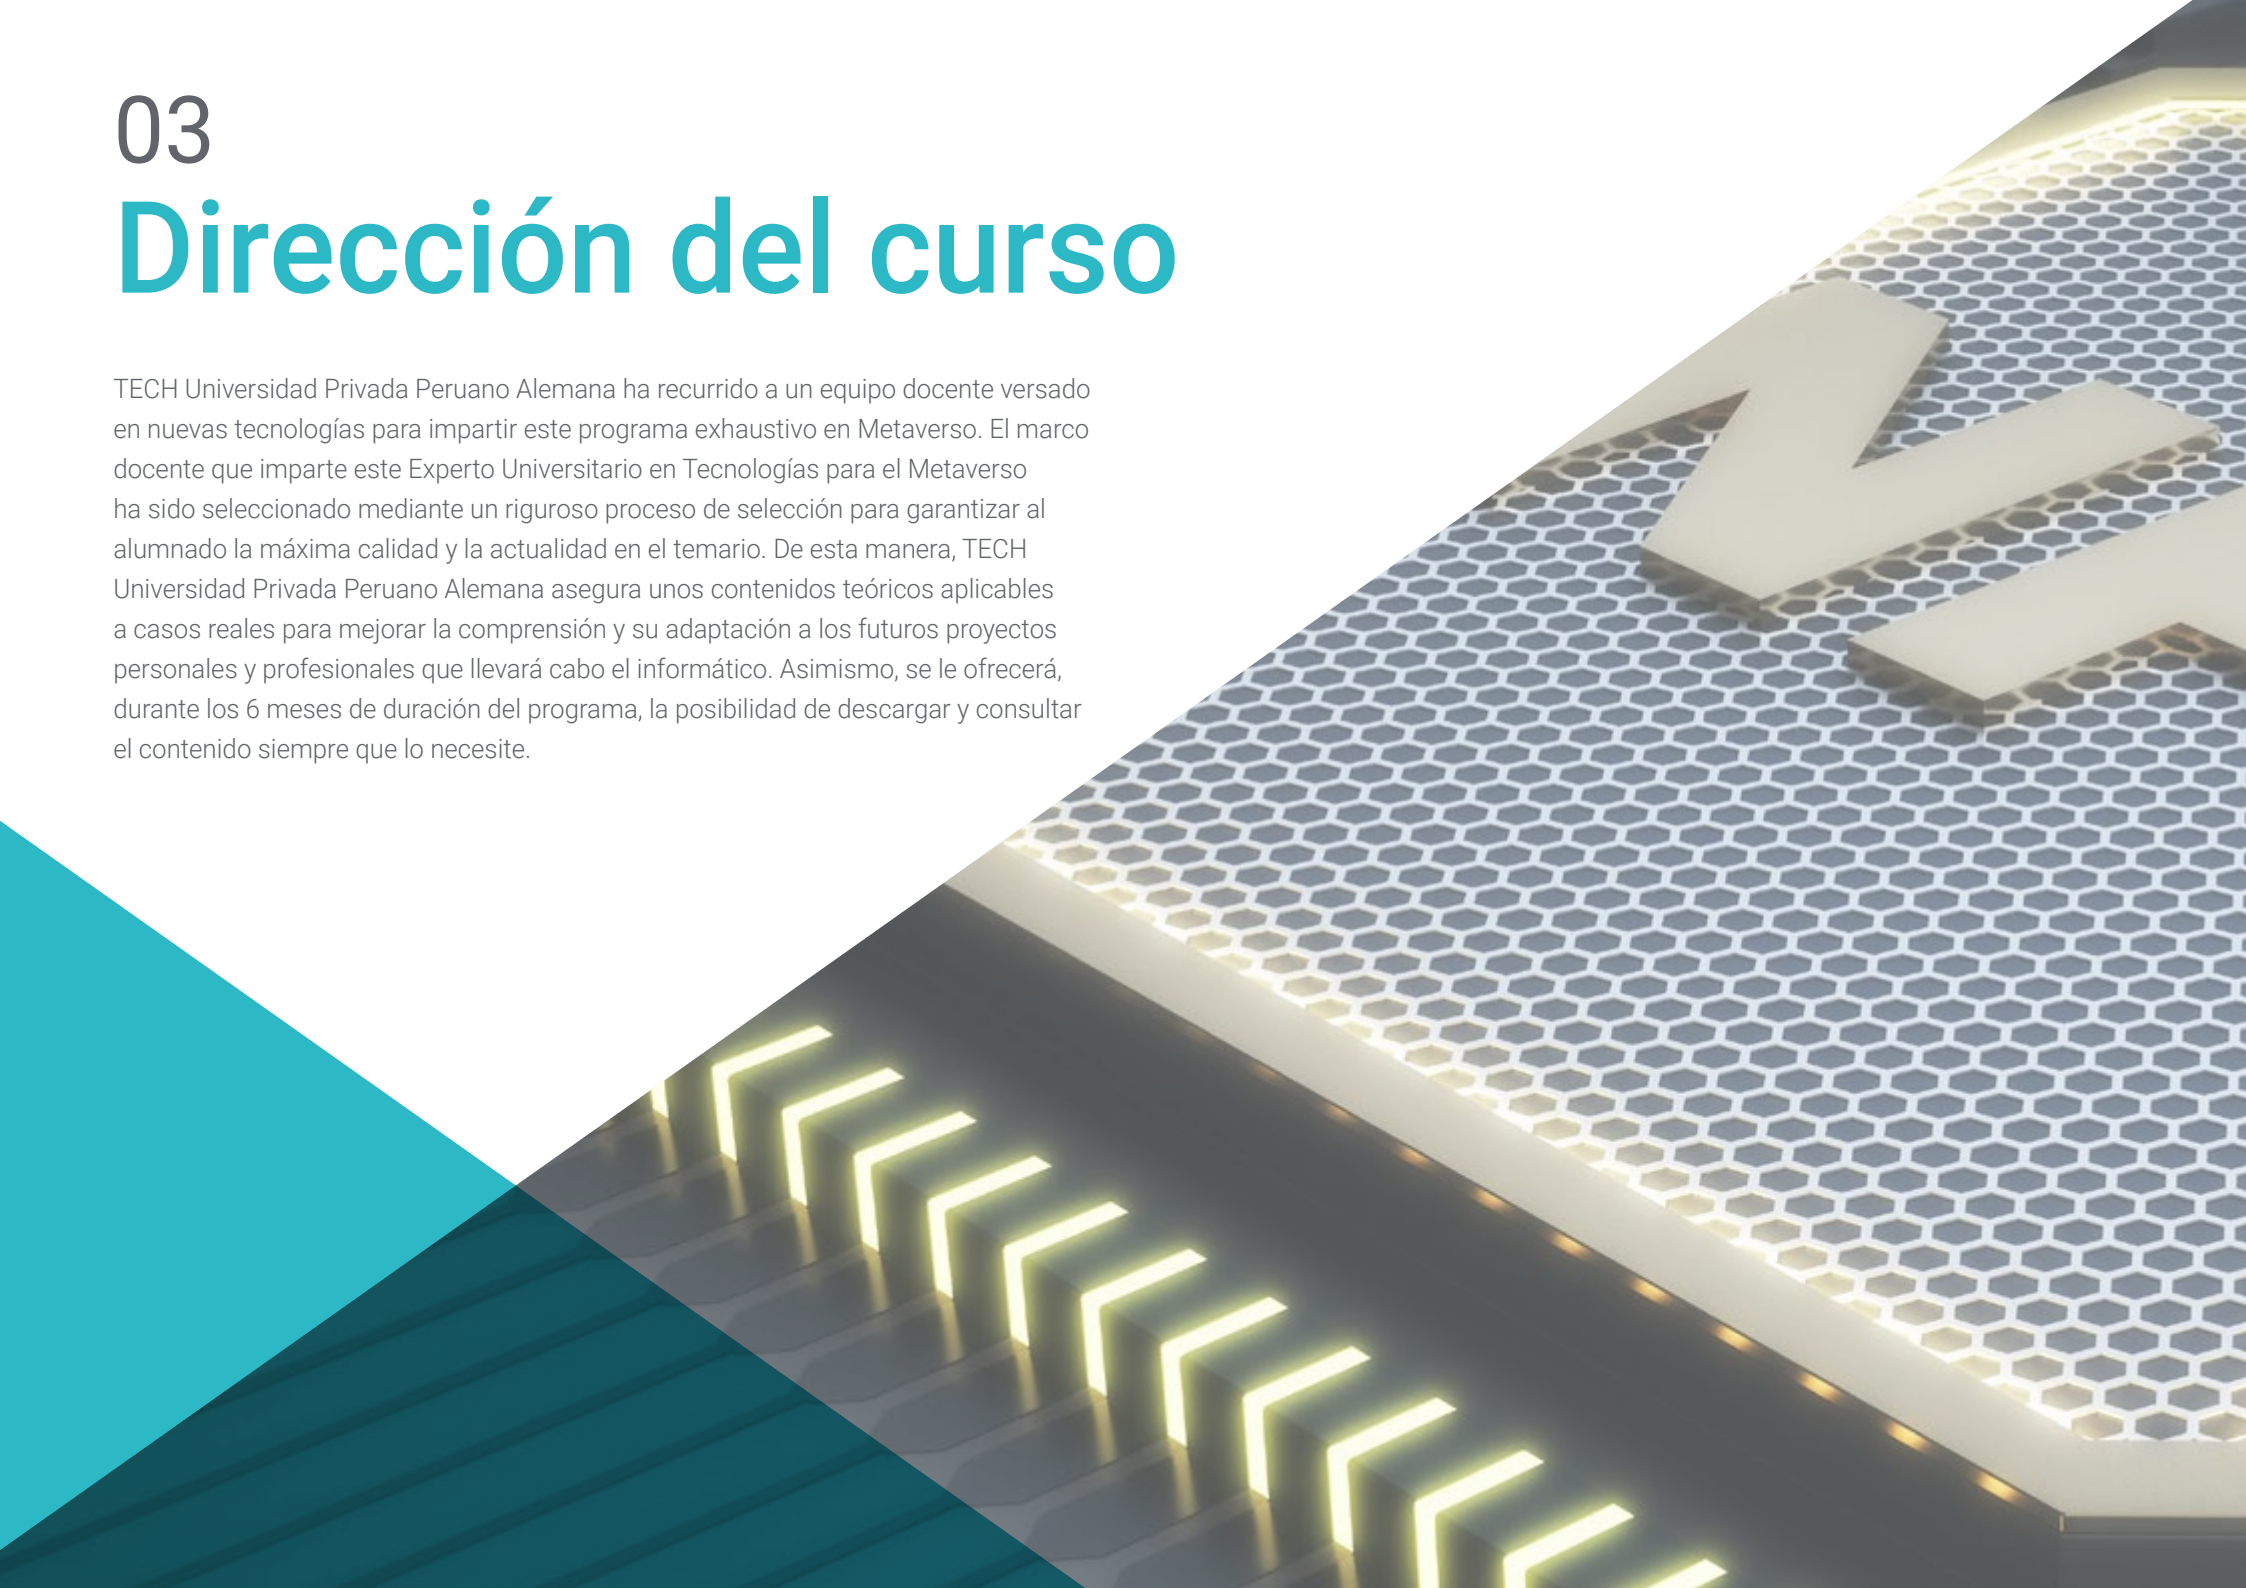 03
Dirección del curso
TECH Universidad Privada Peruano Alemana ha recurrido a un equipo docente versado
en nuevas tecnologías para impartir este programa exhaustivo en Metaverso. El marco
docente que imparte este Experto Universitario en Tecnologías para el Metaverso
ha sido seleccionado mediante un riguroso proceso de selección para garantizar al
alumnado la máxima calidad y la actualidad en el temario. De esta manera, TECH
Universidad Privada Peruano Alemana asegura unos contenidos teóricos aplicables
a casos reales para mejorar la comprensión y su adaptación a los futuros proyectos
personales y profesionales que llevará cabo el informático. Asimismo, se le ofrecerá,
durante los 6 meses de duración del programa, la posibilidad de descargar y consultar
el contenido siempre que lo necesite.